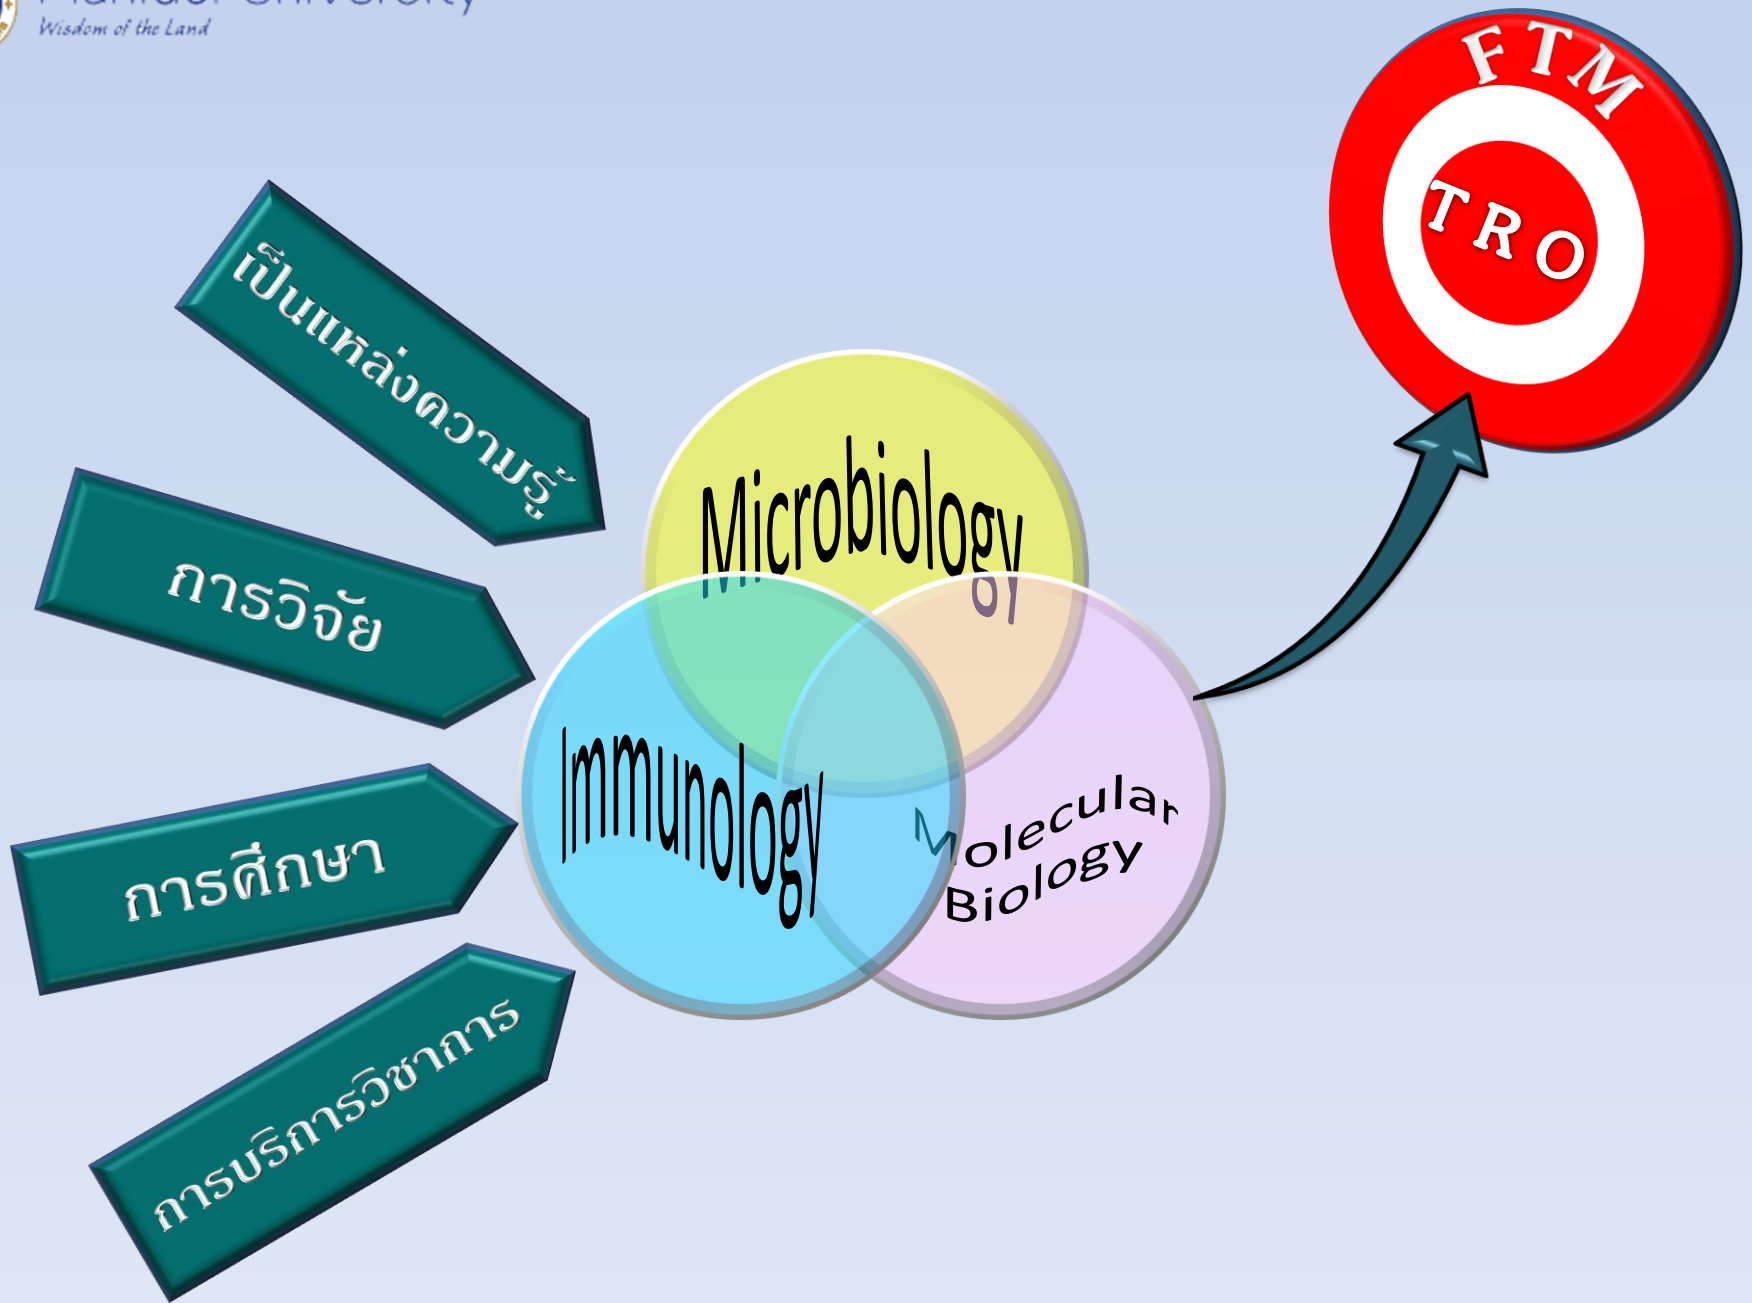 Mahidol University
Wisdom of the Land
FTM
TRO
เป็นแหล่งความรู้
การวิจัย
การศึกษา
การบริการวิชาการ
Microbiology
Immunology
Molecular
Biology